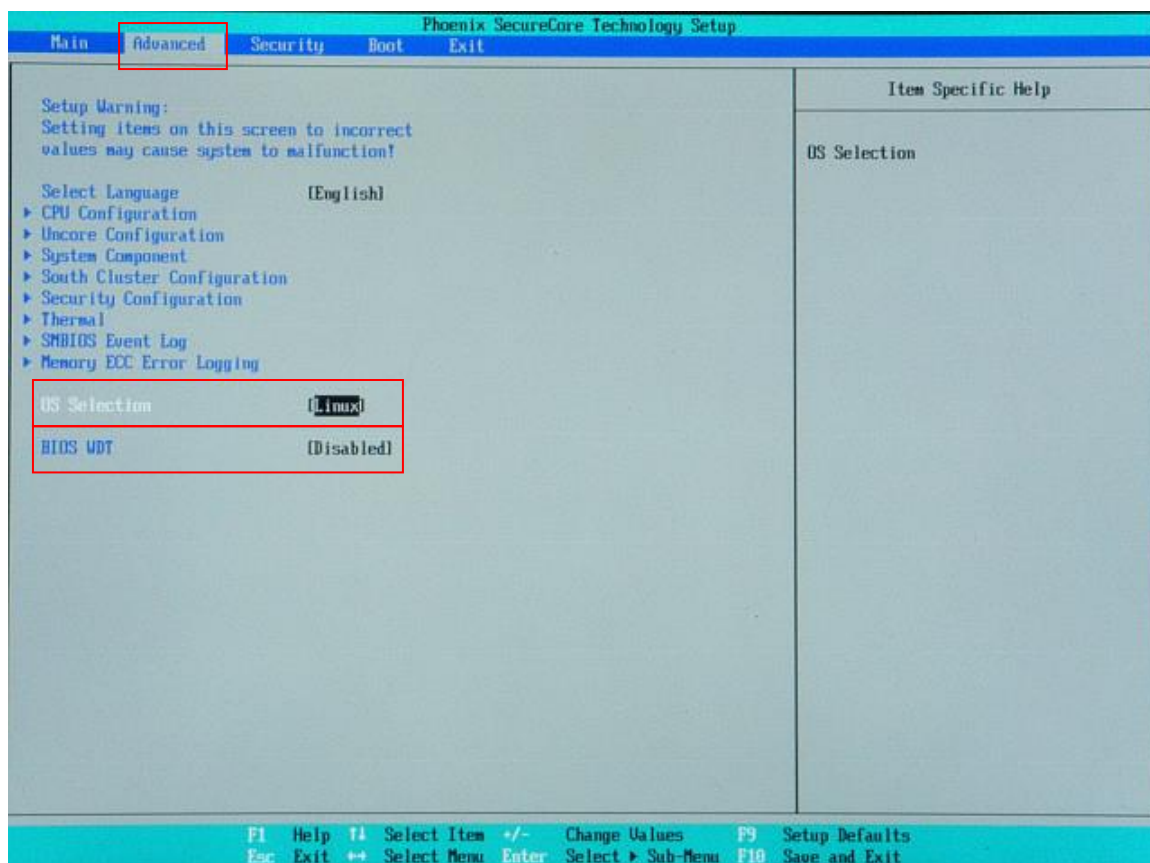 Phoenix SecureCore Technology Setup
Main Advanced Security Boot Exit
Item Specific Help
Setup Warning:
Setting items on this screen to incorrect
values may cause system to malfunction!
OS Selection
Select Language [English]
▶ CPU Configuration
▶ Uncore Configuration
▶ System Component
▶ South Cluster Configuration
▶ Security Configuration
▶ Thermal
▶ SMBIOS Event Log
▶ Memory ECC Error Logging
OS Selection [Linux]
BIOS WDT [Disabled]
F1 Help ↑↓ Select Item +/- Change Values F9 Setup Defaults
Esc Exit ↔ Select Menu Enter Select ▶ Sub-Menu F10 Save and Exit